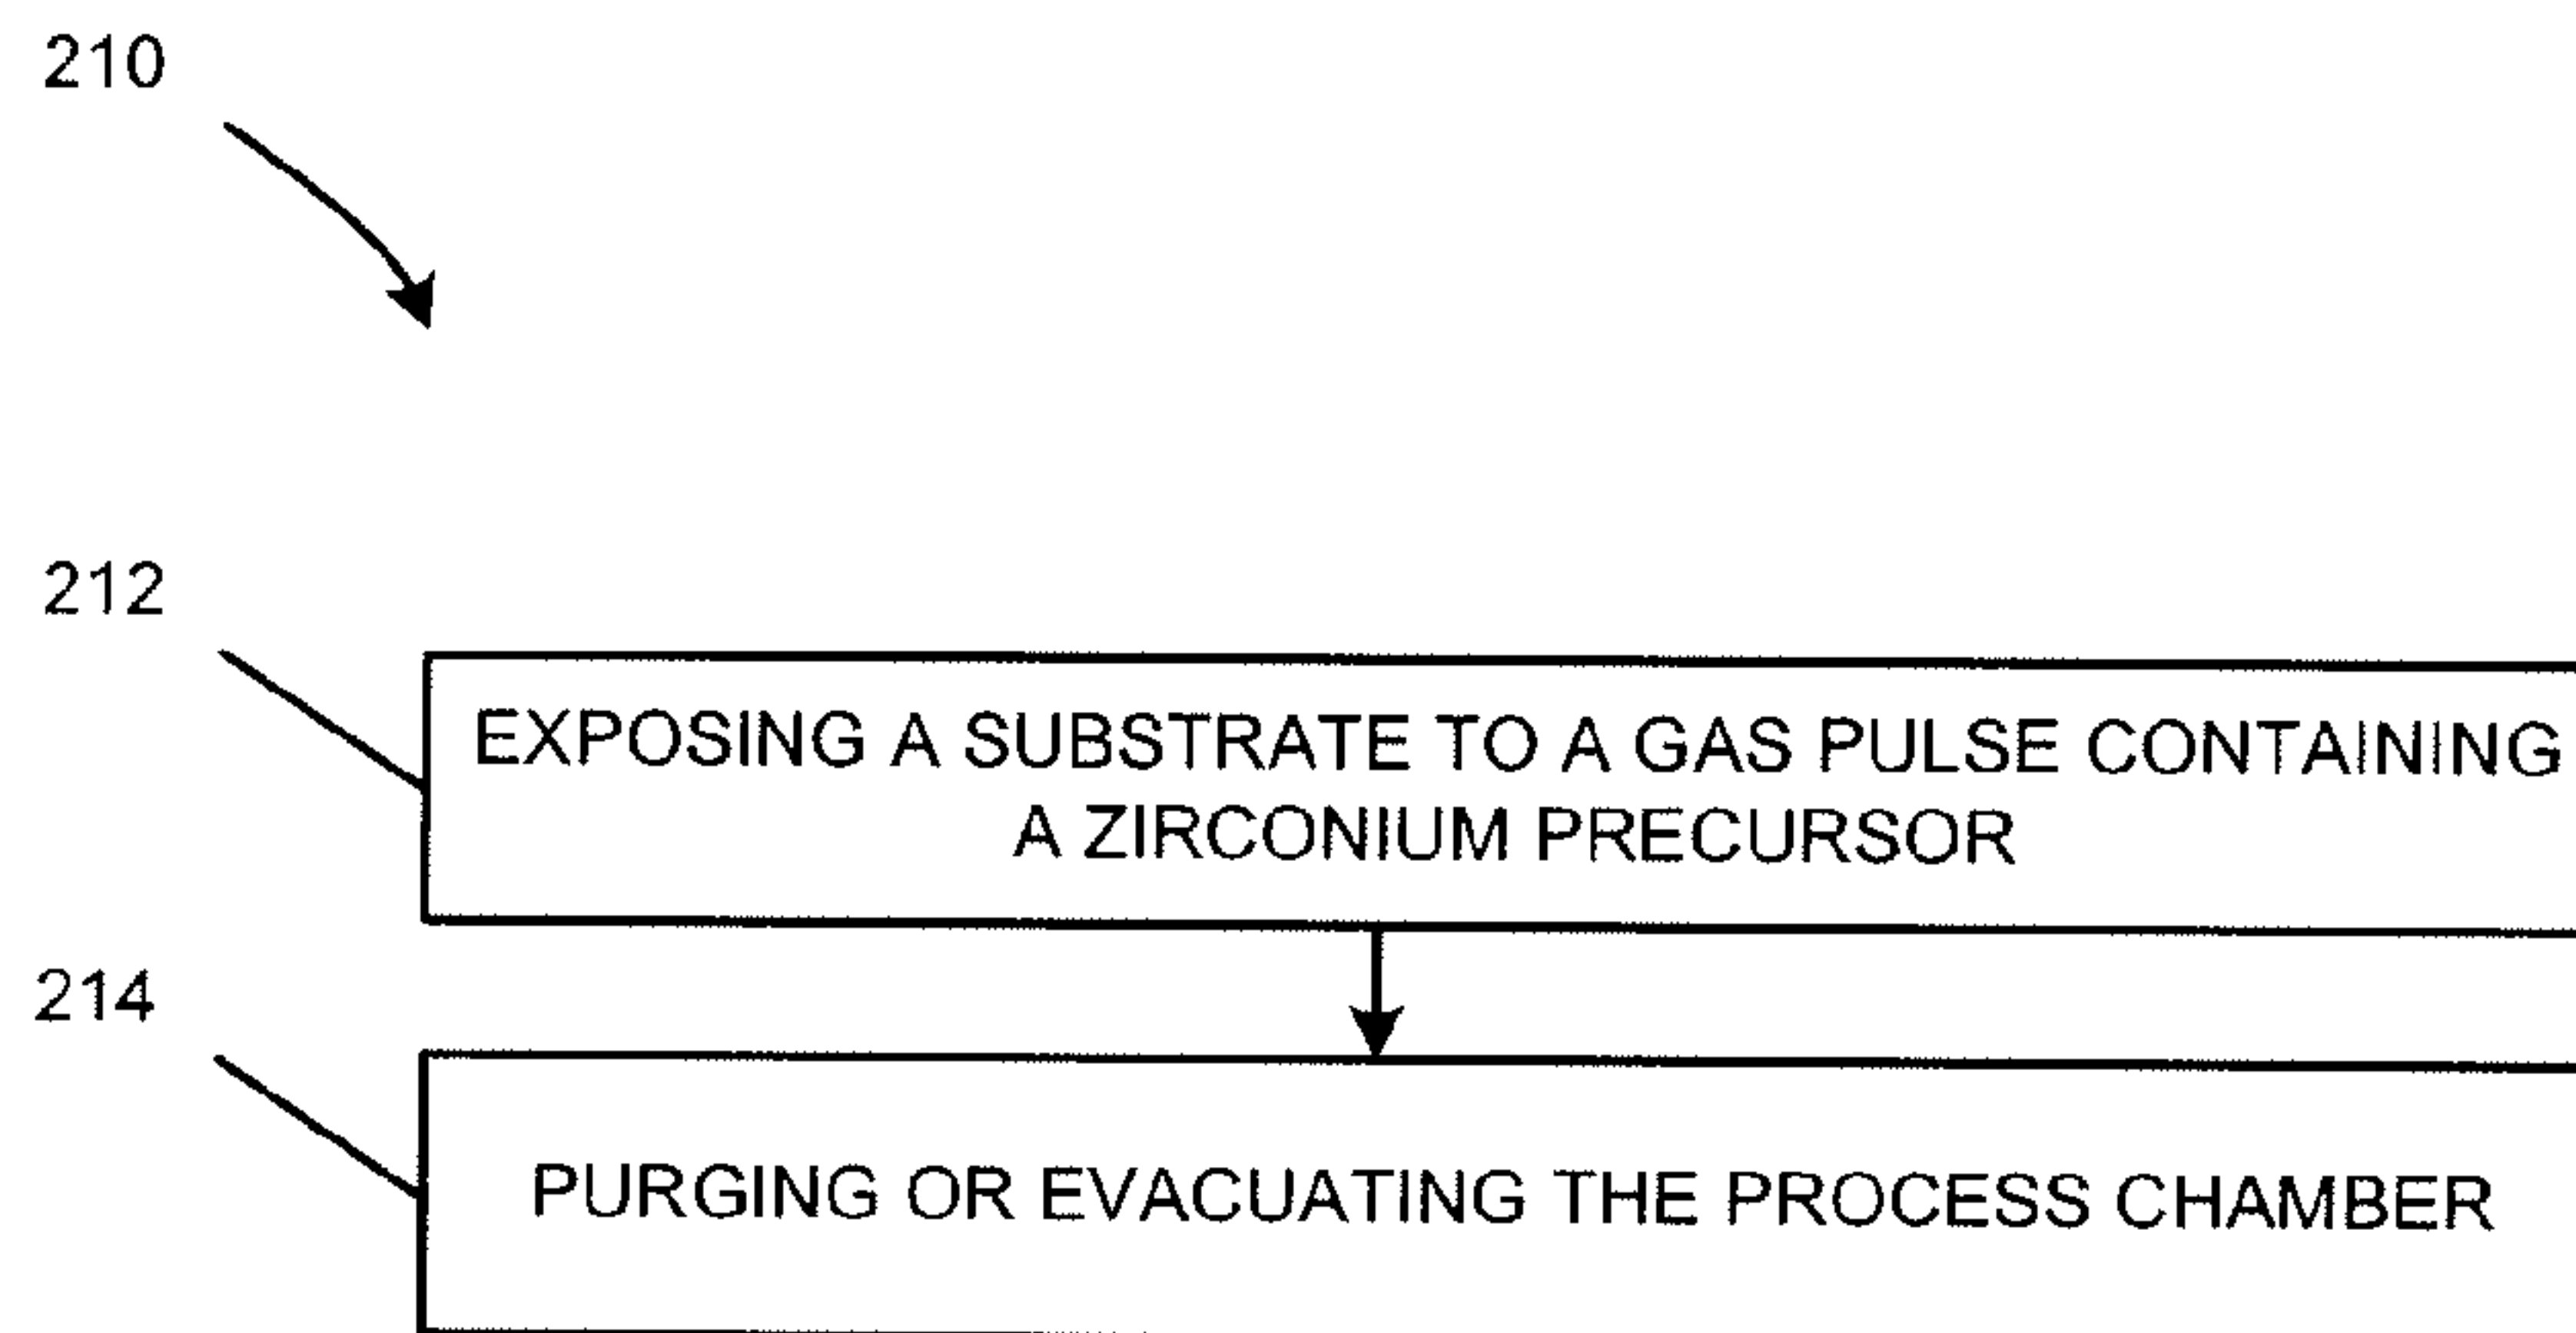 210
212
EXPOSING A SUBSTRATE TO A GAS PULSE CONTAINING
A ZIRCONIUM PRECURSOR
214
PURGING OR EVACUATING THE PROCESS CHAMBER